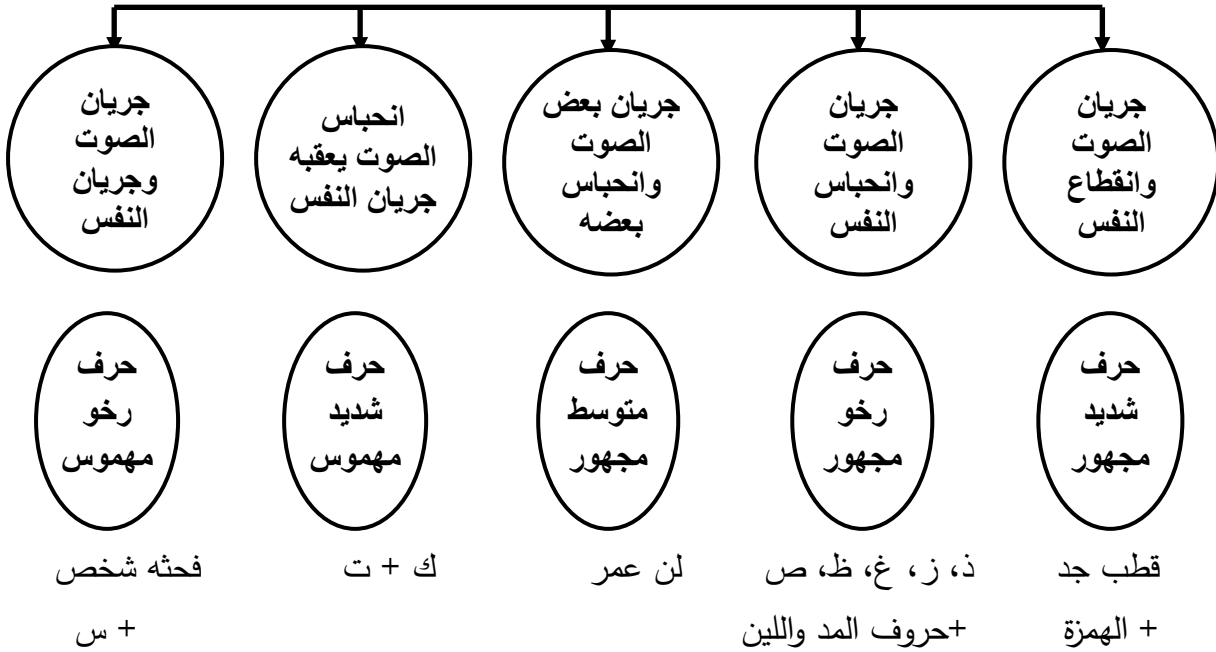 جريان
الصوت
وانقطاع
النفس
جريان
الصوت
وانحباس
النفس
جريان بعض
الصوت
وانحباس
بعضه
انحباس
الصوت يعقبه
جريان النفس
جريان
الصوت
وجريان
النفس
حرف
شديد
مجهور
حرف
رخو
مجهور
حرف
متوسط
مجهور
حرف
شديد
مهموس
حرف
رخو
مهموس
قطب جد
+ الهمزة
ذ، ز، غ، ظ، ص
+حروف المد واللين
لن عمر
ك + ت
فحثه شخص
+ س